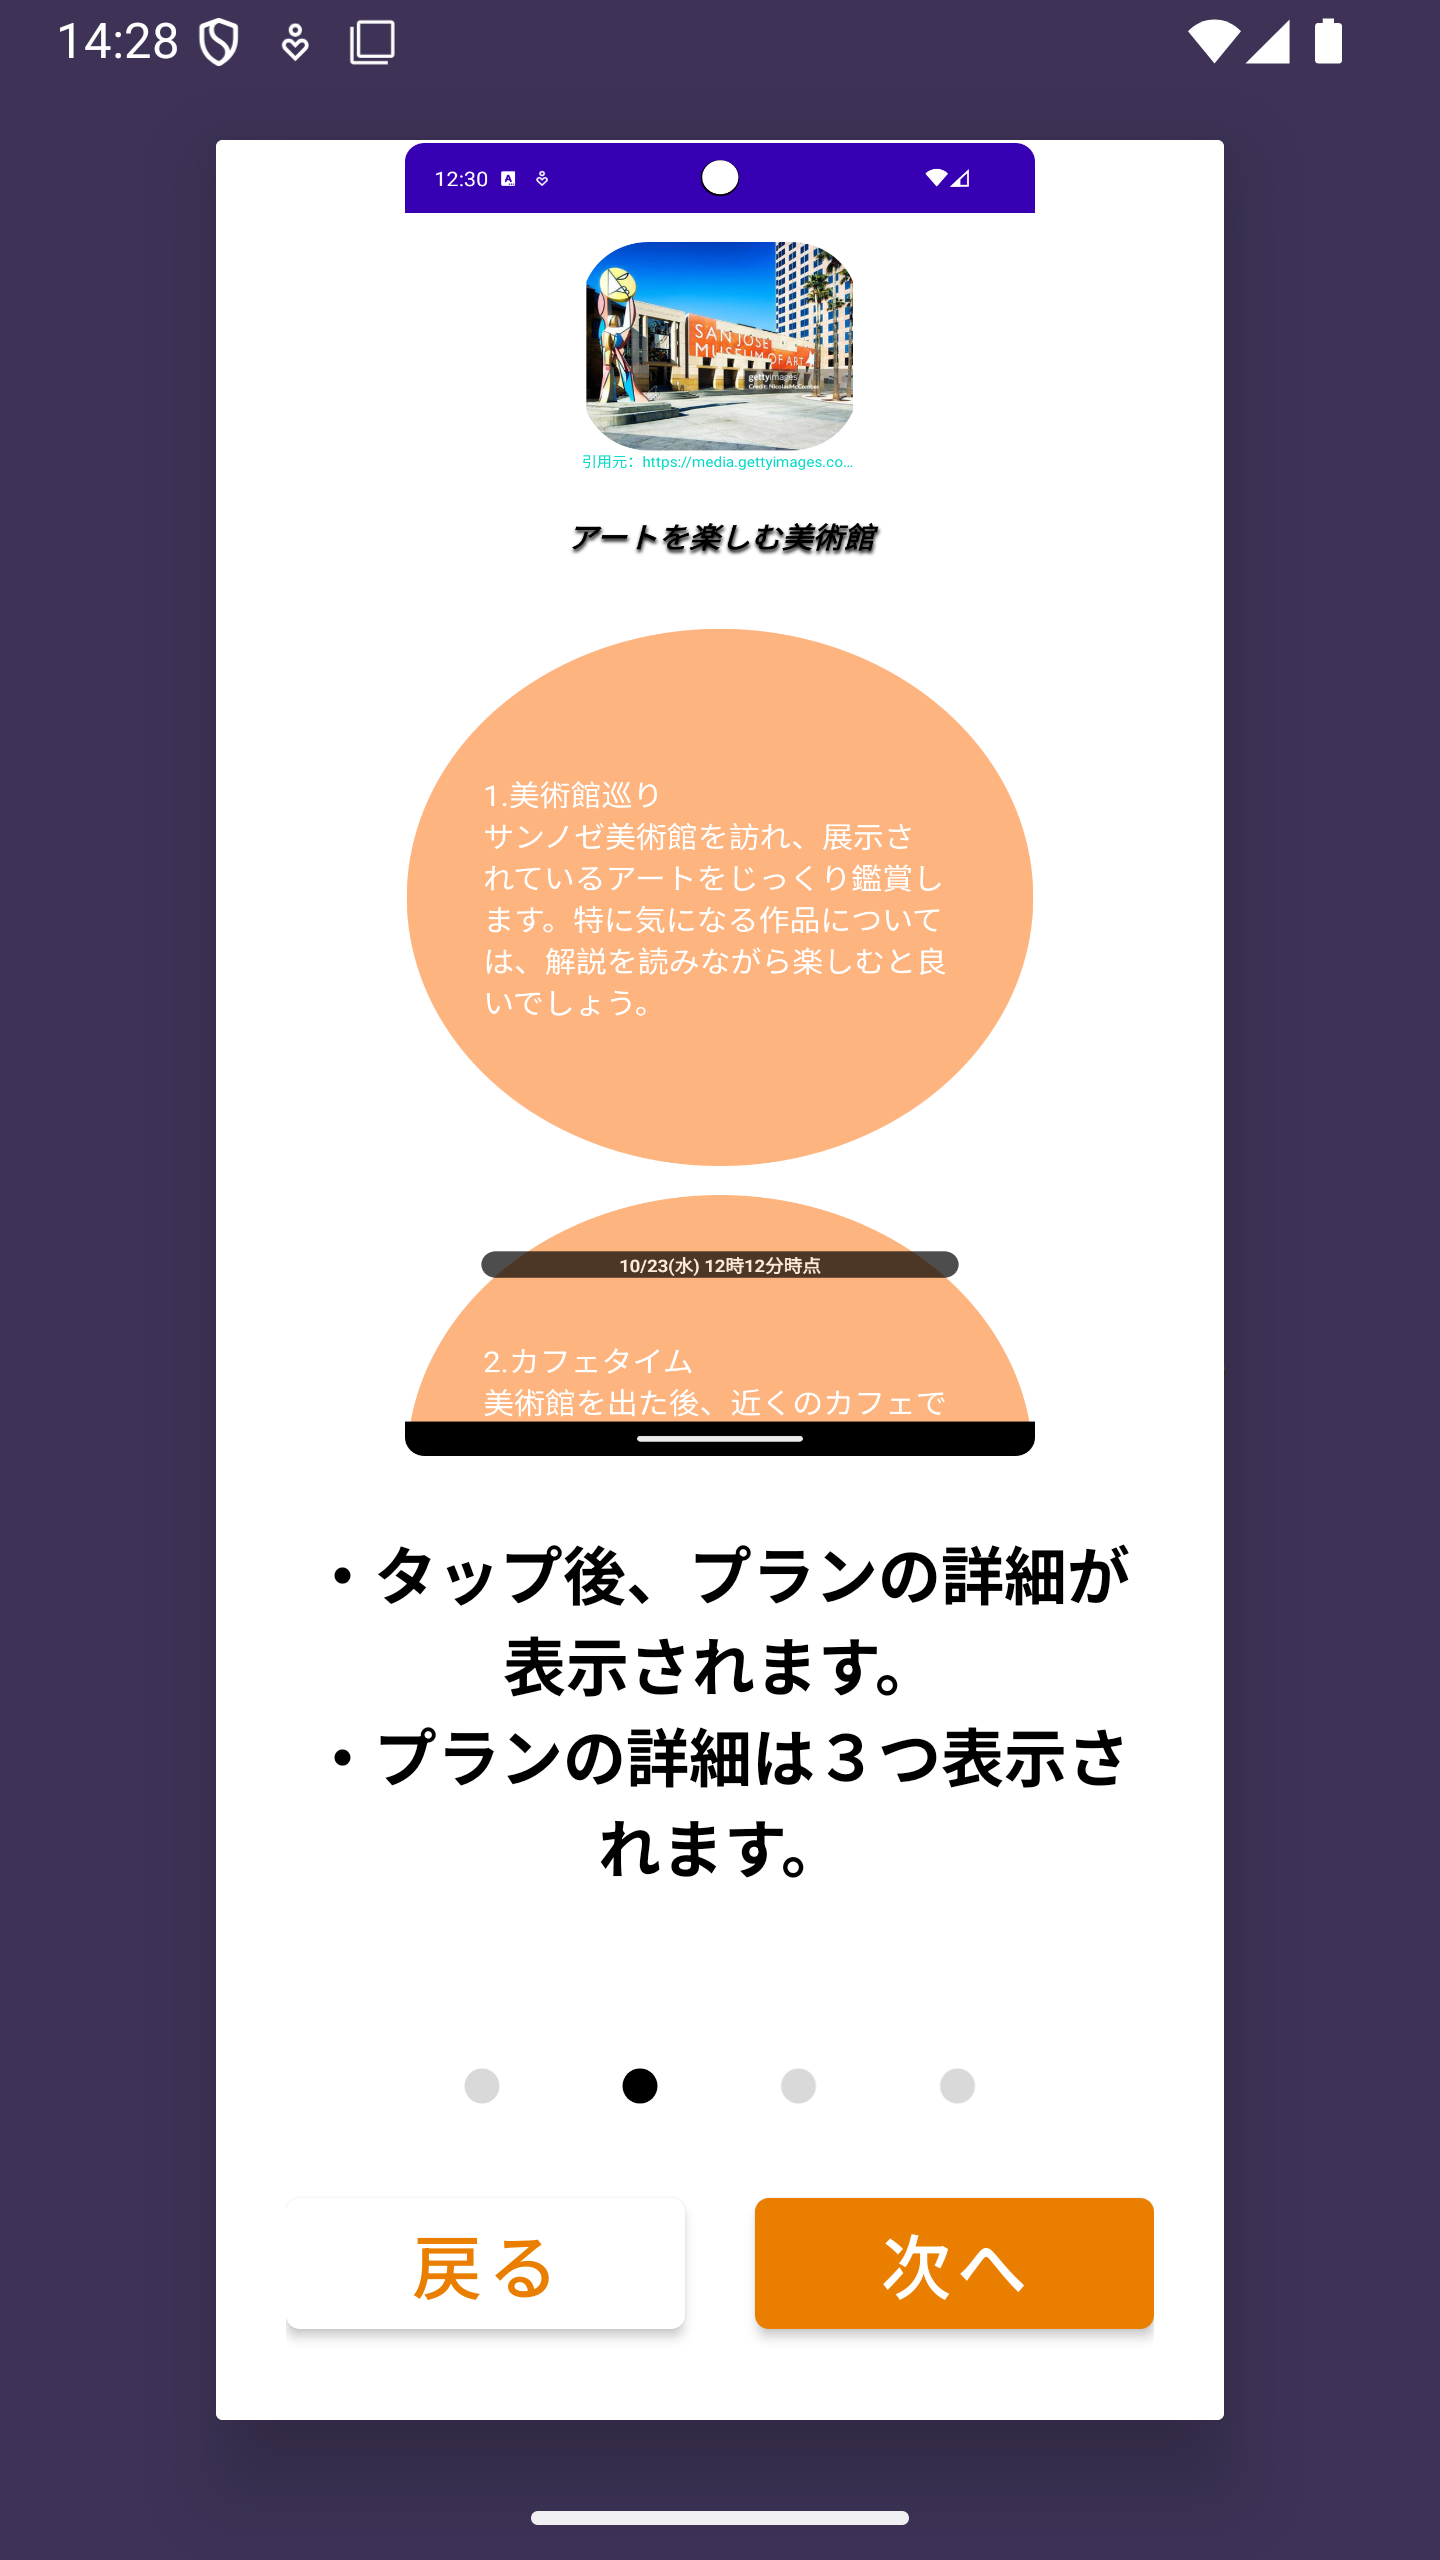 14:28
12:30
SAN JOSE
MUSEUM OF ART
gettyimages
Credit: NicolasMcComber
引用元：https://media.gettyimages.co...
アートを楽しむ美術館
1.美術館巡り
サンノゼ美術館を訪れ、展示さ
れているアートをじっくり鑑賞し
ます。特に気になる作品について
は、解説を読みながら楽しむと良
いでしょう。
10/23(水) 12時12分時点
2.カフェタイム
美術館を出た後、近くのカフェで
・タップ後、プランの詳細が
表示されます。
・プランの詳細は３つ表示さ
れます。
戻る
次へ